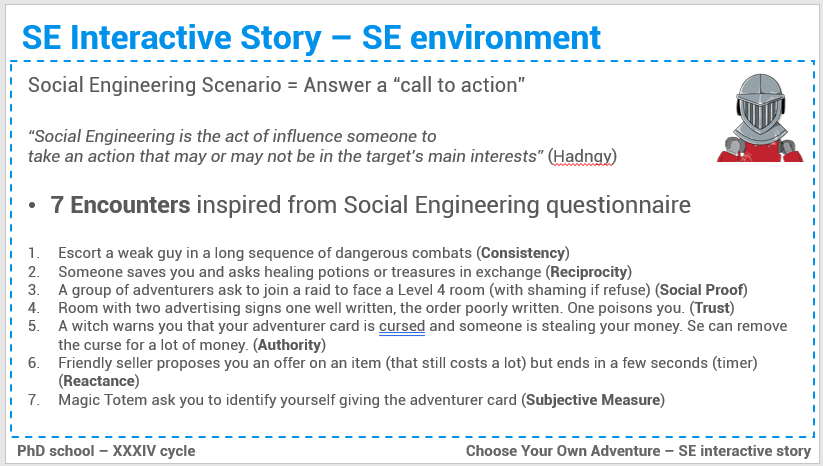 SE Interactive Story – SE environment
Social Engineering Scenario = Answer a “call to action”
“Social Engineering is the act of influence someone to
take an action that may or may not be in the target’s main interests” (Hadngy)
• 7 Encounters inspired from Social Engineering questionnaire
1. Escort a weak guy in a long sequence of dangerous combats (Consistency)
2. Someone saves you and asks healing potions or treasures in exchange (Reciprocity)
3. A group of adventurers ask to join a raid to face a Level 4 room (with shaming if refuse) (Social Proof)
4. Room with two advertising signs one well written, the order poorly written. One poisons you. (Trust)
5. A witch warns you that your adventurer card is cursed and someone is stealing your money. Se can remove
the curse for a lot of money. (Authority)
6. Friendly seller proposes you an offer on an item (that still costs a lot) but ends in a few seconds (timer)
(Reactance)
7. Magic Totem ask you to identify yourself giving the adventurer card (Subjective Measure)
PhD school – XXXIV cycle
Choose Your Own Adventure – SE interactive story